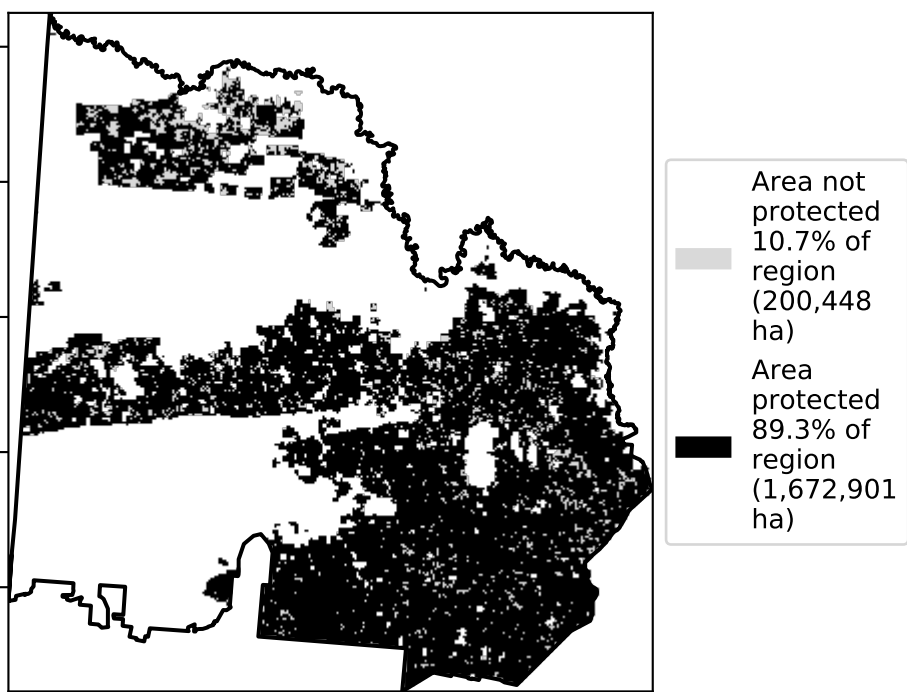 Area not
protected
10.7% of
region
(200,448
ha)
Area
protected
89.3% of
region
(1,672,901
ha)